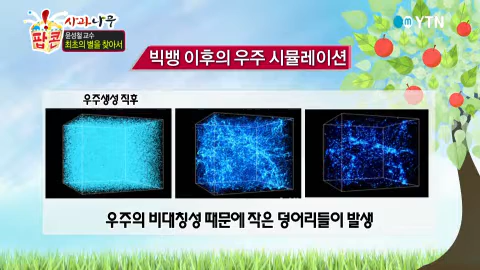 사과나무
팝콘
윤성철 교수
최초의 별을 찾아서
YTN
빅뱅 이후의 우주 시뮬레이션
우주생성 직후
우주의 비대칭성 때문에 작은 덩어리들이 발생